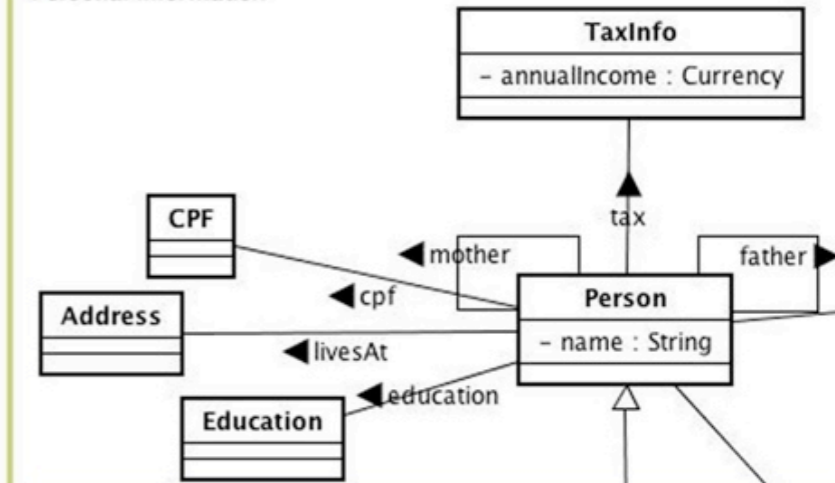 TaxInfo
- annualIncome : Currency
tax
CPF
mother
father
cpf
Person
Address
- name : String
livesAt
education
Education